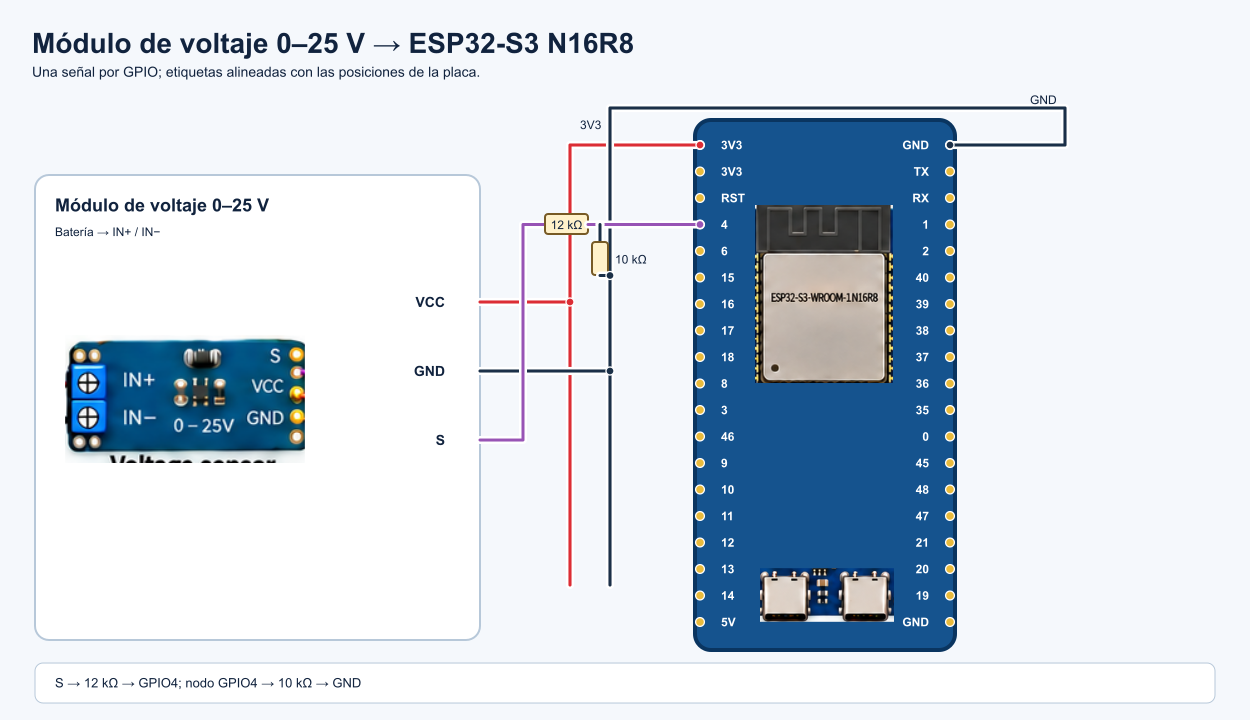 Módulo de voltaje 0–25 V → ESP32-S3 N16R8
Una señal por GPIO; etiquetas alineadas con las posiciones de la placa.
GND
3V3
Módulo de voltaje 0–25 V
Batería → IN+ / IN−
12 kΩ
10 kΩ
VCC
GND
S
IN+
IN−
0–25V
S
VCC
GND
Voltage sensor
3V3
3V3
RST
4
6
15
16
17
18
8
3
46
9
10
11
12
13
14
5V
ESP32-S3-WROOM-1N16R8
GND
TX
RX
1
2
40
39
38
37
36
35
0
45
48
47
21
20
19
GND
S → 12 kΩ → GPIO4; nodo GPIO4 → 10 kΩ → GND